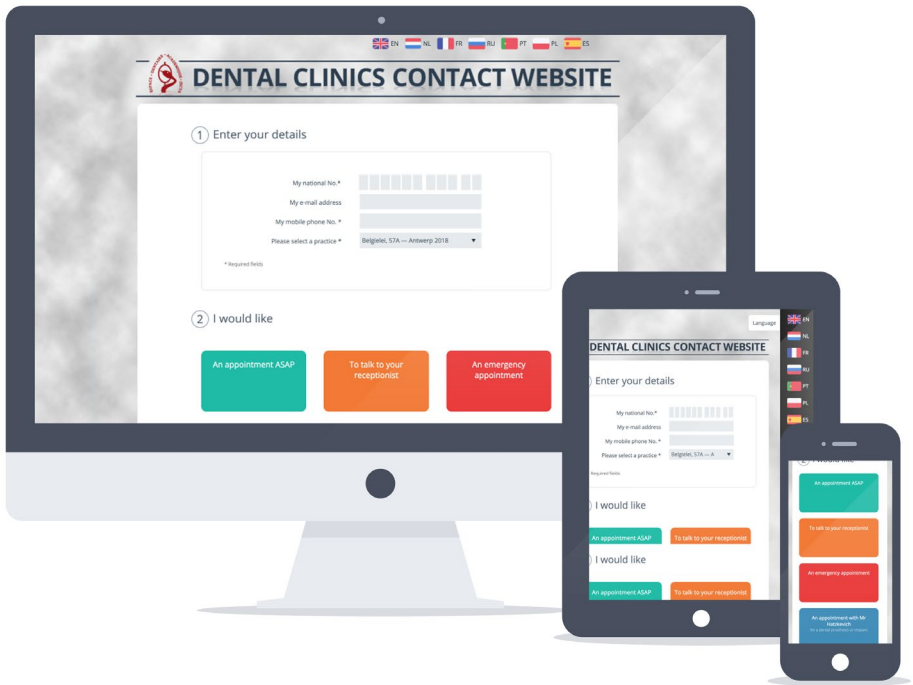 EN NL FR RU PT PL ES
DENTAL CLINICS CONTACT WEBSITE
1 Enter your details
My national No.*
My e-mail address
My mobile phone No. *
Please select a practice * Belgielei, 57A — Antwerp 2018
* Required fields
2 I would like
An appointment ASAP
To talk to your
receptionist
An emergency
appointment
Language
EN
NL
FR
RU
PT
PL
ES
DENTAL CLINICS CONTACT WEBSITE
Enter your details
My national No.*
My e-mail address
My mobile phone No. *
Please select a practice * Belgielei, 57A — A
Required fields
I would like
An appointment ASAP To talk to your receptionist
I would like
An appointment ASAP To talk to your receptionist
2 I would like
An appointment ASAP
To talk to your receptionist
An emergency appointment
An appointment with Mr
Hatzkevich